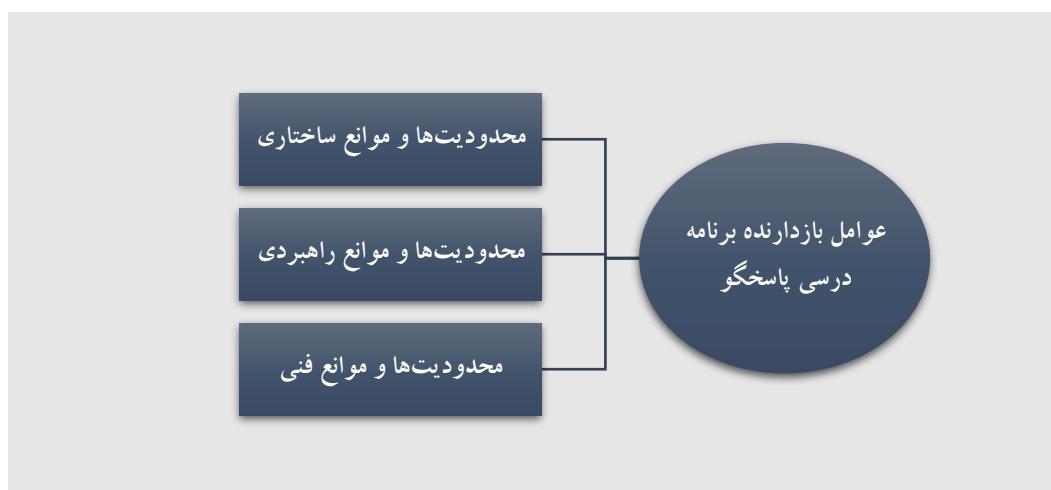 عوامل بازدارنده برنامه
درسی پاسخگو
محدودیت‌ها و موانع ساختاری
محدودیت‌ها و موانع راهبردی
محدودیت‌ها و موانع فنی